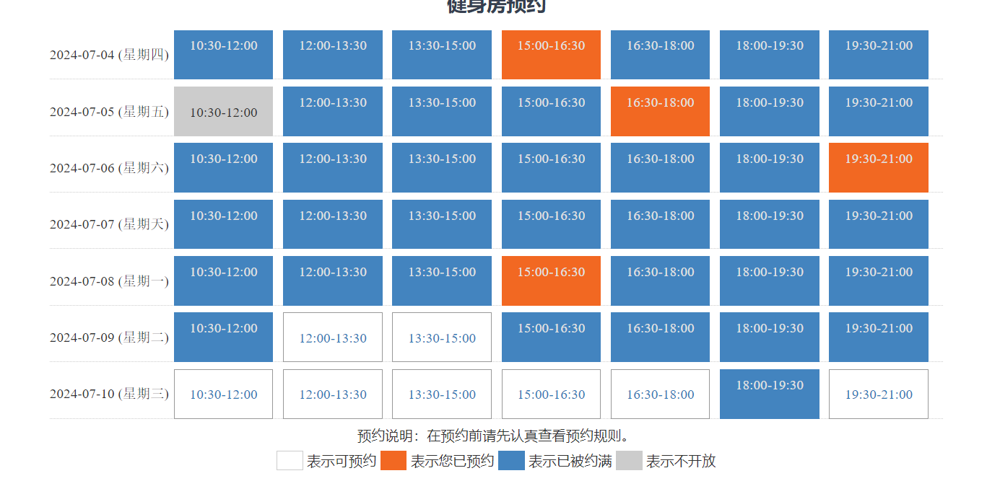 健身房预约
2024-07-04 (星期四) 10:30-12:00 12:00-13:30 13:30-15:00 15:00-16:30 16:30-18:00 18:00-19:30 19:30-21:00
2024-07-05 (星期五) 10:30-12:00 12:00-13:30 13:30-15:00 15:00-16:30 16:30-18:00 18:00-19:30 19:30-21:00
2024-07-06 (星期六) 10:30-12:00 12:00-13:30 13:30-15:00 15:00-16:30 16:30-18:00 18:00-19:30 19:30-21:00
2024-07-07 (星期天) 10:30-12:00 12:00-13:30 13:30-15:00 15:00-16:30 16:30-18:00 18:00-19:30 19:30-21:00
2024-07-08 (星期一) 10:30-12:00 12:00-13:30 13:30-15:00 15:00-16:30 16:30-18:00 18:00-19:30 19:30-21:00
2024-07-09 (星期二) 10:30-12:00 12:00-13:30 13:30-15:00 15:00-16:30 16:30-18:00 18:00-19:30 19:30-21:00
2024-07-10 (星期三) 10:30-12:00 12:00-13:30 13:30-15:00 15:00-16:30 16:30-18:00 18:00-19:30 19:30-21:00
预约说明：在预约前请先认真查看预约规则。
表示可预约 表示您已预约 表示已被约满 表示不开放